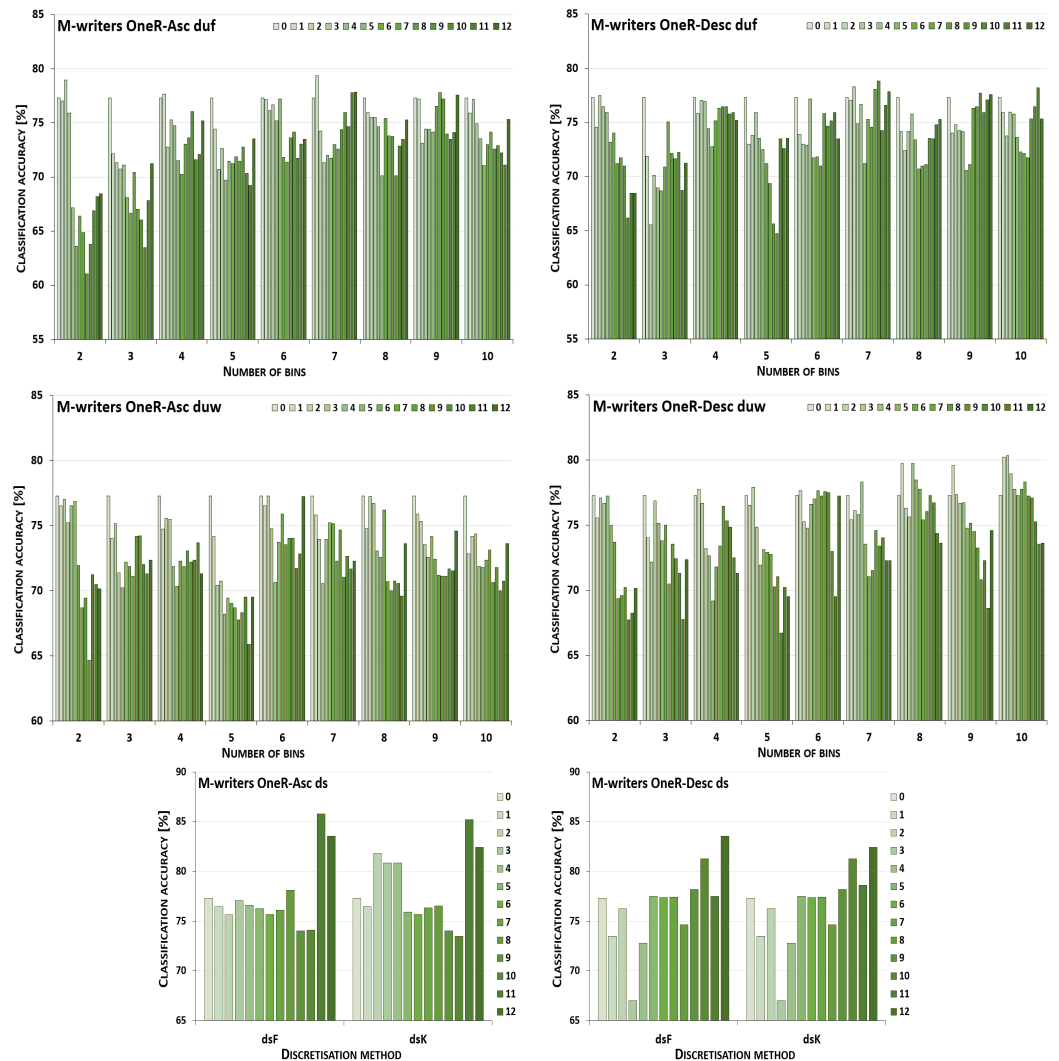 M-writers OneR-Asc duf
0 1 2 3 4 5 6 7 8 9 10 11 12
85
80
75
70
65
60
55
CLASSIFICATION ACCURACY [%]
2 3 4 5 6 7 8 9 10
NUMBER OF BINS
M-writers OneR-Desc duf
0 1 2 3 4 5 6 7 8 9 10 11 12
85
80
75
70
65
60
55
CLASSIFICATION ACCURACY [%]
2 3 4 5 6 7 8 9 10
NUMBER OF BINS
M-writers OneR-Asc duw
0 1 2 3 4 5 6 7 8 9 10 11 12
85
80
75
70
65
60
CLASSIFICATION ACCURACY [%]
2 3 4 5 6 7 8 9 10
NUMBER OF BINS
M-writers OneR-Desc duw
0 1 2 3 4 5 6 7 8 9 10 11 12
85
80
75
70
65
60
CLASSIFICATION ACCURACY [%]
2 3 4 5 6 7 8 9 10
NUMBER OF BINS
M-writers OneR-Asc ds
90
85
80
75
70
65
CLASSIFICATION ACCURACY [%]
0
1
2
3
4
5
6
7
8
9
10
11
12
dsF dsK
DISCRETISATION METHOD
M-writers OneR-Desc ds
90
85
80
75
70
65
CLASSIFICATION ACCURACY [%]
0
1
2
3
4
5
6
7
8
9
10
11
12
dsF dsK
DISCRETISATION METHOD